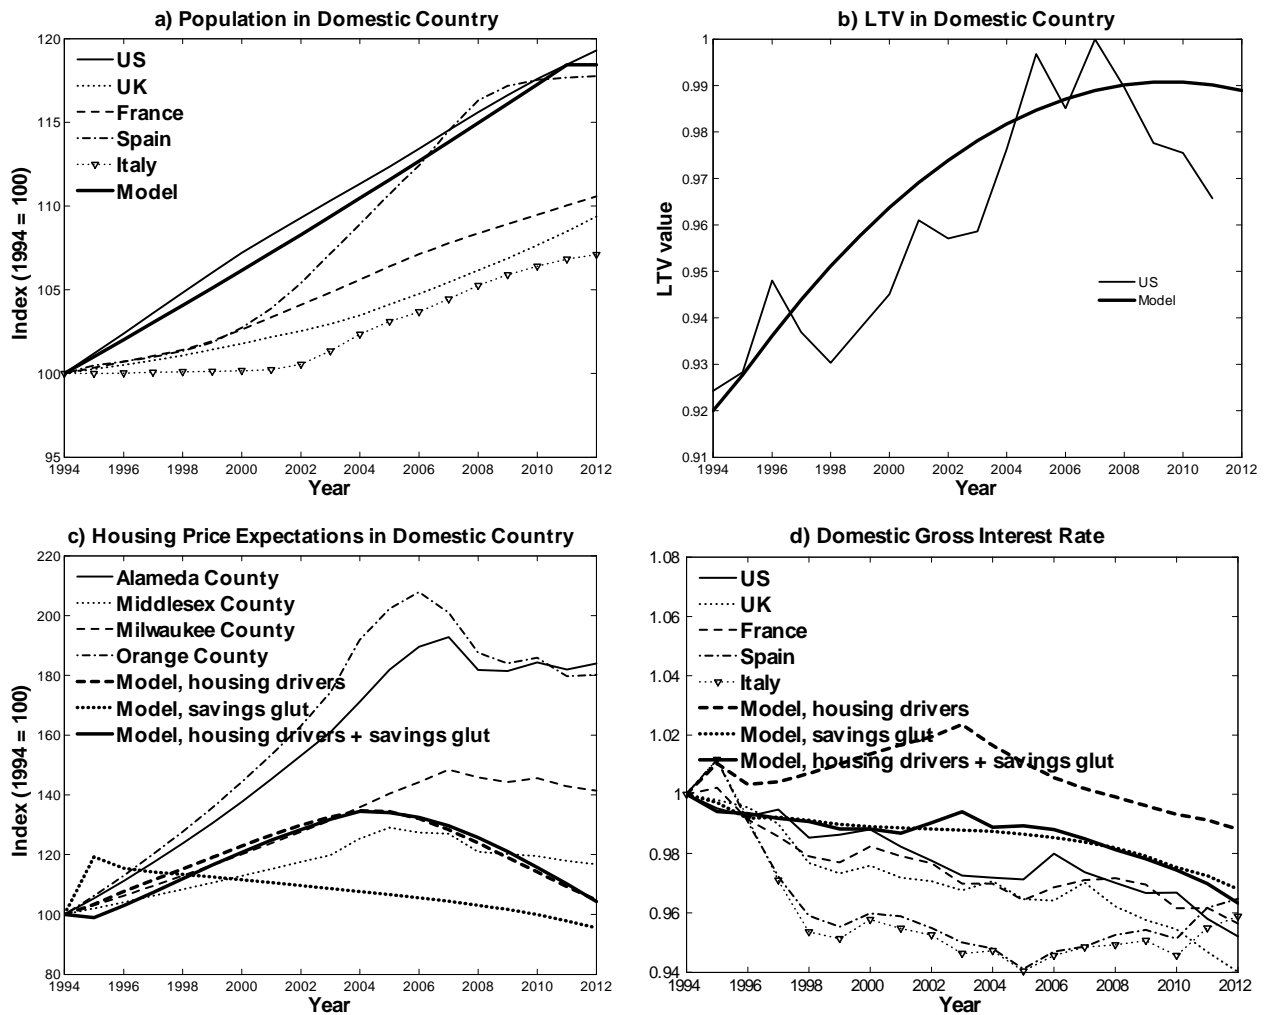 a) Population in Domestic Country
120
115
110
105
100
95
Index (1994 = 100)
US
UK
France
Spain
Italy
Model
1994 1996 1998 2000 2002 2004 2006 2008 2010 2012
Year
b) LTV in Domestic Country
1
0.99
0.98
0.97
0.96
0.95
0.94
0.93
0.92
0.91
LTV value
US
Model
1994 1996 1998 2000 2002 2004 2006 2008 2010 2012
Year
c) Housing Price Expectations in Domestic Country
220
200
180
160
140
120
100
80
Index (1994 = 100)
Alameda County
Middlesex County
Milwaukee County
Orange County
Model, housing drivers
Model, savings glut
Model, housing drivers + savings glut
1994 1996 1998 2000 2002 2004 2006 2008 2010 2012
Year
d) Domestic Gross Interest Rate
1.08
1.06
1.04
1.02
1
0.98
0.96
0.94
US
UK
France
Spain
Italy
Model, housing drivers
Model, savings glut
Model, housing drivers + savings glut
1994 1996 1998 2000 2002 2004 2006 2008 2010 2012
Year